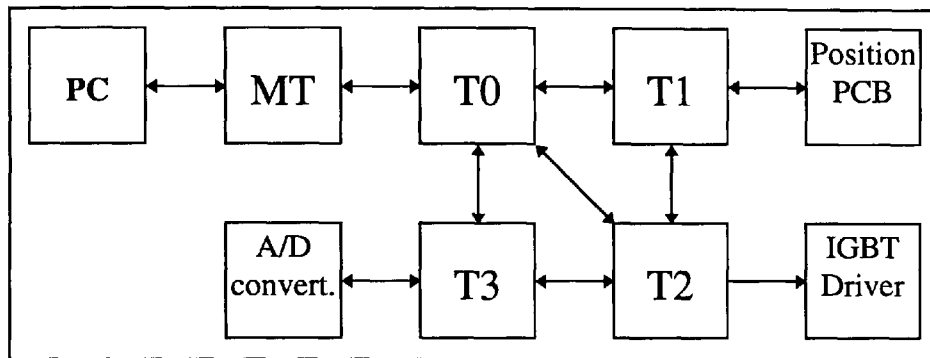 PC
MT
T0
T1
Position
PCB
A/D
convert.
T3
T2
IGBT
Driver